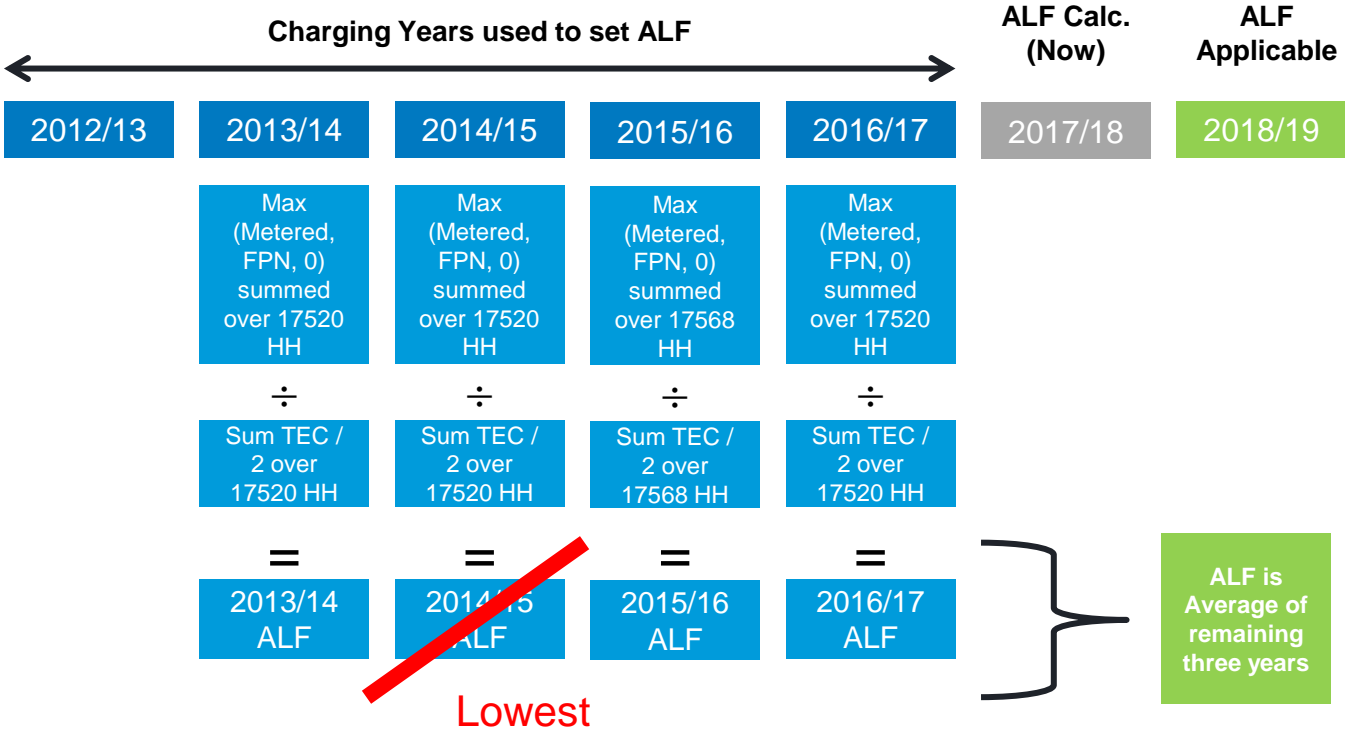 Charging Years used to set ALF
ALF Calc.
(Now)
ALF
Applicable
2012/13
2013/14
2014/15
2015/16
2016/17
2017/18
2018/19
Max
(Metered,
FPN, 0)
summed
over 17520
HH
Max
(Metered,
FPN, 0)
summed
over 17520
HH
Max
(Metered,
FPN, 0)
summed
over 17568
HH
Max
(Metered,
FPN, 0)
summed
over 17520
HH
÷
÷
÷
÷
Sum TEC /
2 over
17520 HH
Sum TEC /
2 over
17520 HH
Sum TEC /
2 over
17568 HH
Sum TEC /
2 over
17520 HH
=
=
=
=
2013/14
ALF
2014/15
ALF
2015/16
ALF
2016/17
ALF
ALF is
Average of
remaining
three years
Lowest